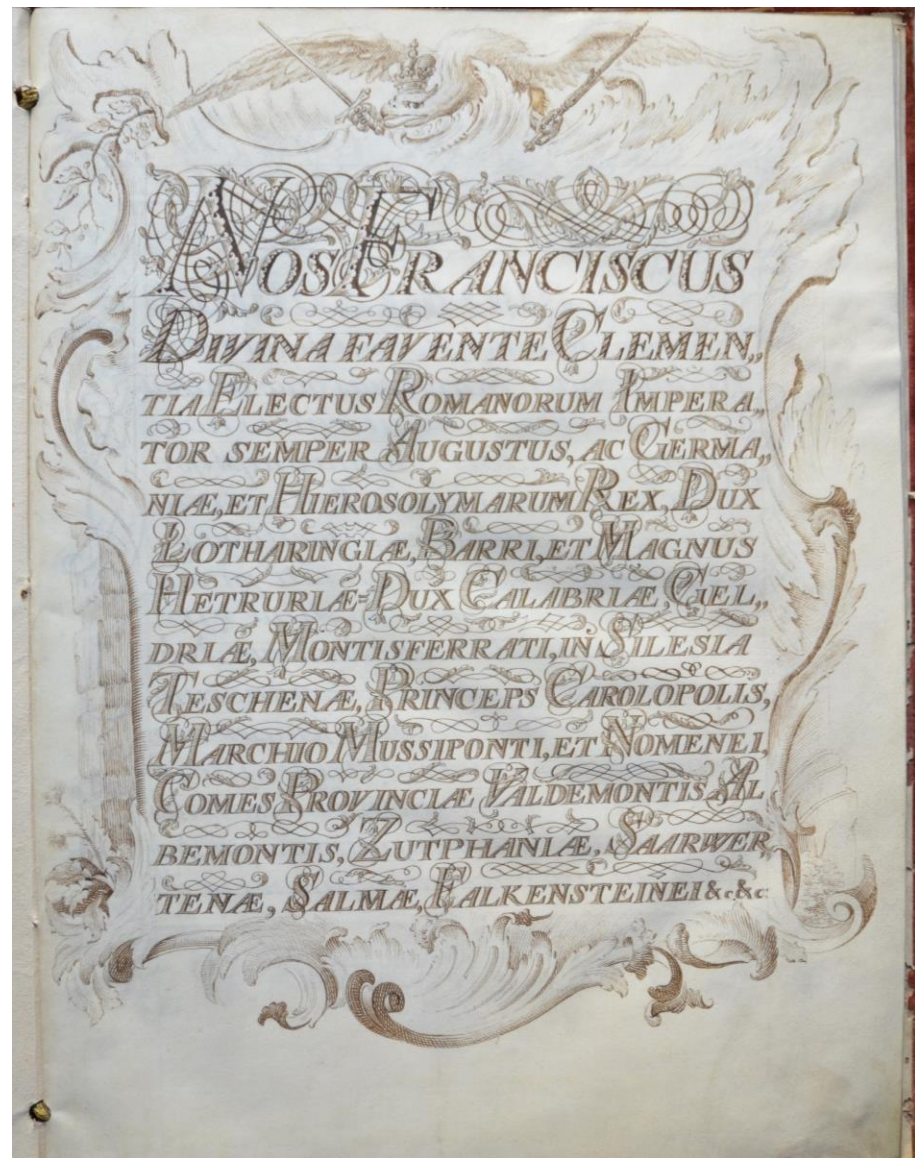 NOS FRANCISCUS
DIVINA FAVENTE CLEMEN„
TIA ELECTUS ROMANORUM IMPERA„
TOR SEMPER AUGUSTUS, AC GERMA„
NIÆ, ET HIEROSOLYMARUM REX, DUX
LOTHARINGIÆ, BARRI, ET MAGNUS
HETRURIÆ=DUX CALABRIÆ, GEL„
DRIÆ, MONTISFERRATI, IN SILESIA
TESCHENÆ, PRINCEPS CAROLOPOLIS,
MARCHIO MUSSIPONTI, ET NOMENEI,
COMES PROVINCIÆ VALDEMONTIS, AL
BEMONTIS, ZUTPHANIÆ, SAARWER„
TENÆ, SALMÆ, FALKENSTEINEI &c. &c.